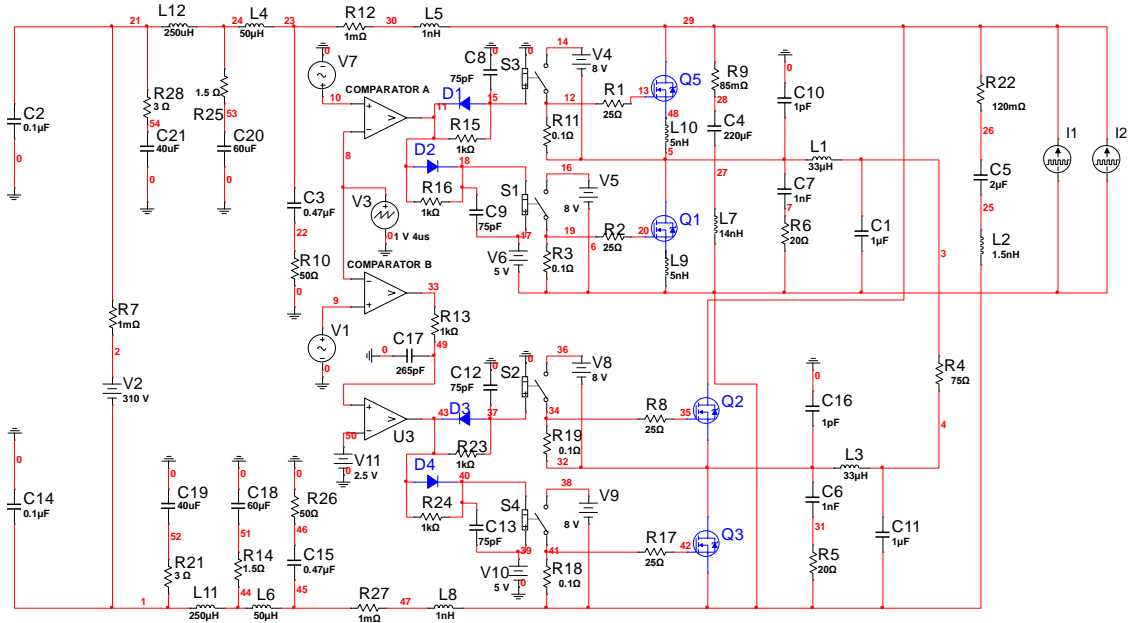 21
L12
250uH
24
L4
50µH
23
R12
1mΩ
30
L5
1nH
29
V7
0
10
COMPARATOR A
11
D1
C8
0
75pF
15
S3
0
14
V4
8 V
12
R1
25Ω
13
Q5
48
L10
5nH
5
R9
85mΩ
28
C4
220µF
27
C10
0
1pF
R22
120mΩ
26
C5
2µF
25
L2
1.5nH
I1
I2
C2
0.1µF
0
R28
3 Ω
54
C21
40uF
0
1.5 Ω
R25
53
C20
60uF
0
R15
1kΩ
R11
0.1Ω
8
D2
18
R16
1kΩ
C9
75pF
S1
0
16
V5
8 V
17
19
6
R2
25Ω
20
Q1
L9
5nH
V3
0
1 V 4us
V6
5 V
0
R3
0.1Ω
L7
14nH
L1
33µH
C7
1nF
7
R6
20Ω
C1
1µF
3
C3
0.47µF
22
R10
50Ω
0
COMPARATOR B
33
9
V1
0
R13
1kΩ
49
C17
0
265pF
R7
1mΩ
2
V2
310 V
C12
0
75pF
S2
0
36
V8
8 V
34
R8
25Ω
35
Q2
C16
0
1pF
R4
75Ω
4
43
D3
37
U3
50
V11
0
2.5 V
R23
1kΩ
R19
0.1Ω
32
L3
33µH
D4
40
R24
1kΩ
C13
75pF
S4
38
V9
8 V
39
41
R17
25Ω
42
Q3
V10
5 V
0
R18
0.1Ω
C6
1nF
31
R5
20Ω
C11
1µF
0
C14
0.1µF
0
C19
40uF
52
R21
3 Ω
0
C18
60µF
51
R14
1.5Ω
44
0
R26
50Ω
46
C15
0.47µF
45
1
L11
250µH
L6
50µH
R27
1mΩ
47
L8
1nH